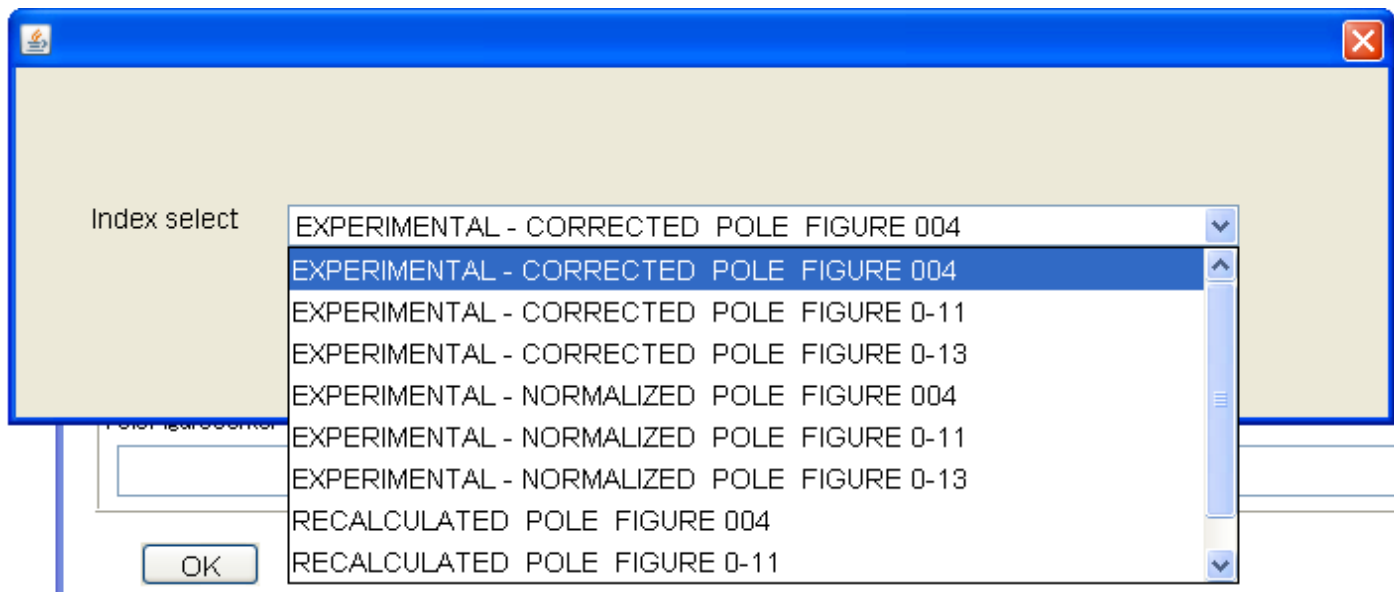 Index select
EXPERIMENTAL - CORRECTED POLE FIGURE 004
EXPERIMENTAL - CORRECTED POLE FIGURE 004
EXPERIMENTAL - CORRECTED POLE FIGURE 0-11
EXPERIMENTAL - CORRECTED POLE FIGURE 0-13
EXPERIMENTAL - NORMALIZED POLE FIGURE 004
EXPERIMENTAL - NORMALIZED POLE FIGURE 0-11
EXPERIMENTAL - NORMALIZED POLE FIGURE 0-13
RECALCULATED POLE FIGURE 004
RECALCULATED POLE FIGURE 0-11
OK